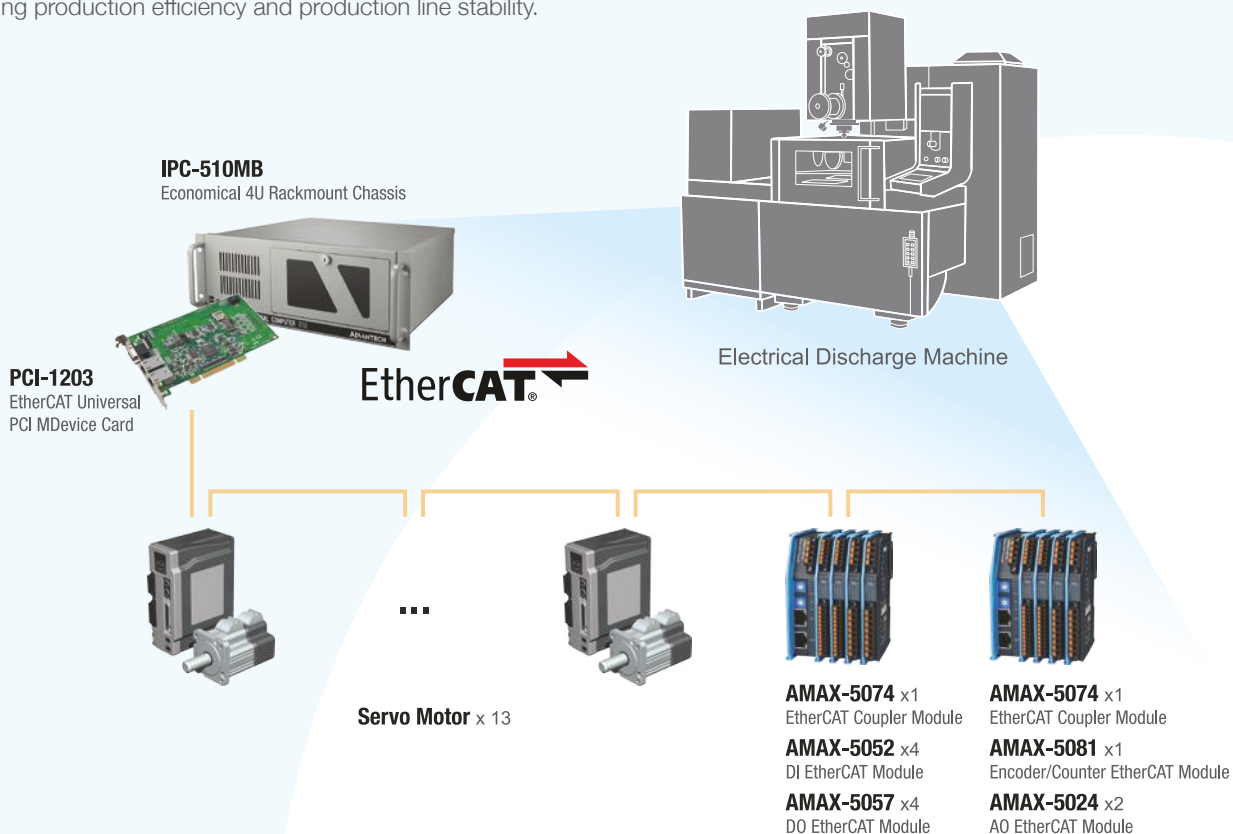 ing production efficiency and production line stability.
IPC-510MB
Economical 4U Rackmount Chassis
ADVANTECH
PCI-1203
EtherCAT Universal
PCI MDevice Card
EtherCAT®
Electrical Discharge Machine
...
Servo Motor x 13
AMAX-5074 x1
EtherCAT Coupler Module
AMAX-5052 x4
DI EtherCAT Module
AMAX-5057 x4
DO EtherCAT Module
AMAX-5074 x1
EtherCAT Coupler Module
AMAX-5081 x1
Encoder/Counter EtherCAT Module
AMAX-5024 x2
AO EtherCAT Module